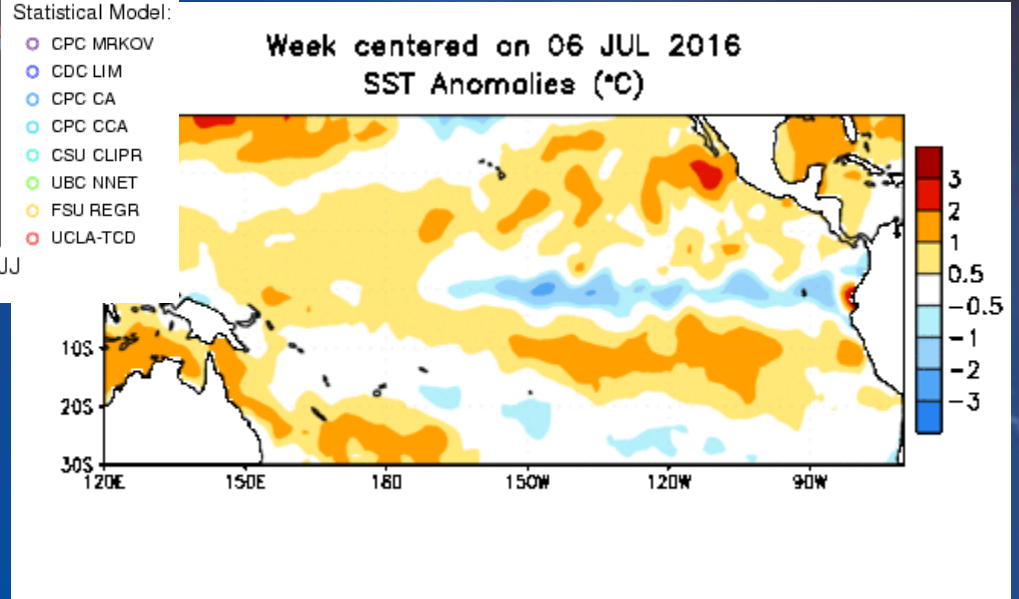 Statistical Model:
CPC MRKOV
CDC LIM
CPC CA
CPC CCA
CSU CLIPR
UBC NNET
FSU REGR
UCLA-TCD
JJ
Week centered on 06 JUL 2016
SST Anomalies (°C)
3
2
1
0.5
-0.5
-1
-2
-3
10S
20S
30S
120E 150E 180 150W 120W 90W